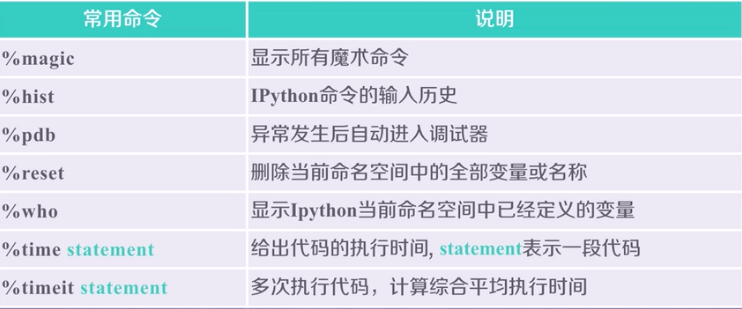 常用命令 说明
%magic 显示所有魔术命令
%hist IPython命令的输入历史
%pdb 异常发生后自动进入调试器
%reset 删除当前命名空间中的全部变量或名称
%who 显示Ipython当前命名空间中已经定义的变量
%time statement 给出代码的执行时间, statement表示一段代码
%timeit statement 多次执行代码，计算综合平均执行时间